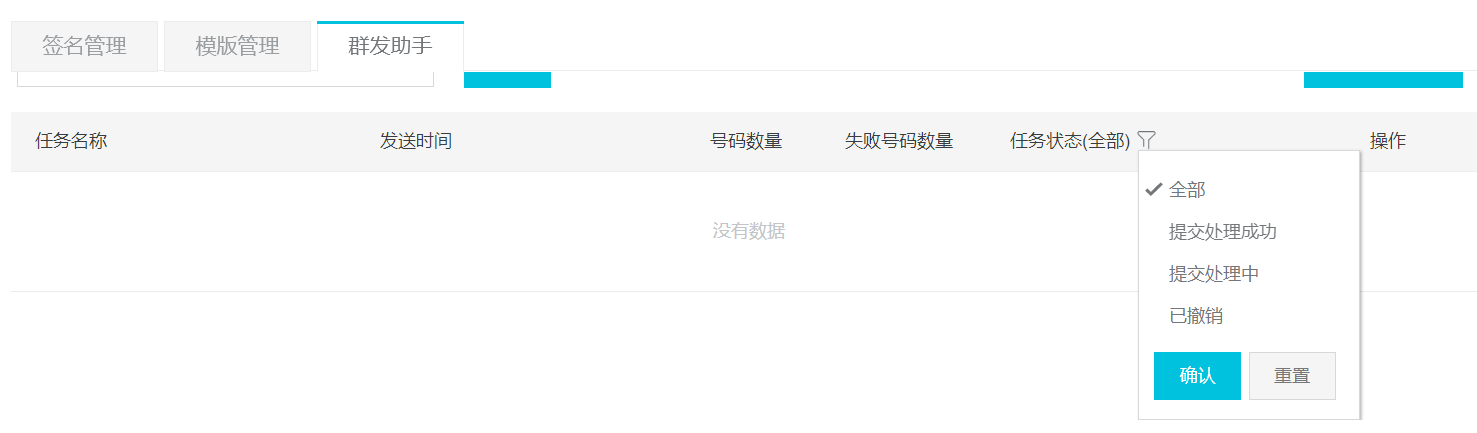 签名管理 模版管理 群发助手
任务名称 发送时间 号码数量 失败号码数量 任务状态(全部) 操作
全部
没有数据
提交处理成功
提交处理中
已撤销
确认 重置